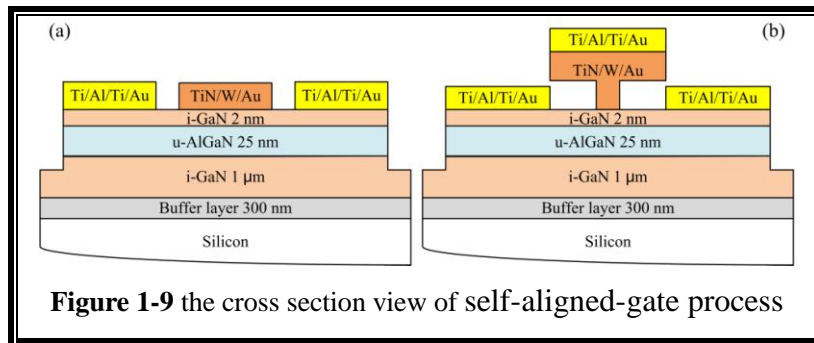 (a)
Ti/Al/Ti/Au TiN/W/Au Ti/Al/Ti/Au
i-GaN 2 nm
u-AlGaN 25 nm
i-GaN 1 μm
Buffer layer 300 nm
Silicon
(b)
Ti/Al/Ti/Au
TiN/W/Au
Ti/Al/Ti/Au Ti/Al/Ti/Au
i-GaN 2 nm
u-AlGaN 25 nm
i-GaN 1 μm
Buffer layer 300 nm
Silicon
Figure 1-9 the cross section view of self-aligned-gate process